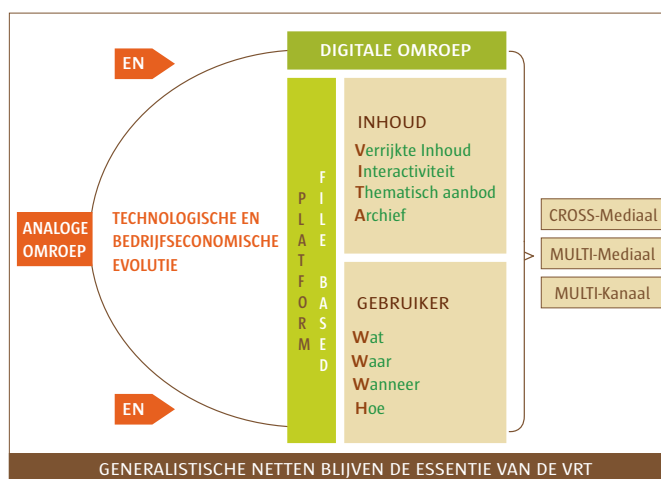 EN
DIGITALE OMROEP
ANALOGE
OMROEP
TECHNOLOGISCHE EN
BEDRIJFSECONOMISCHE
EVOLUTIE
EN
PLATFORM
FILE BASED
INHOUD
Verrijkte Inhoud
Interactiviteit
Thematisch aanbod
Archief
GEBRUIKER
Wat
Waar
Wanneer
Hoe
CROSS-Mediaal
MULTI-Mediaal
MULTI-Kanaal
GENERALISTISCHE NETTEN BLIJVEN DE ESSENTIE VAN DE VRT